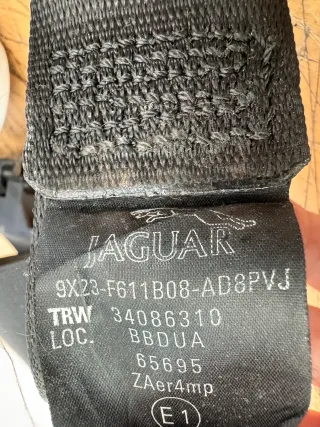 JAGUAR
9X23-F611B08-AD8PVJ
TRW 34086310
LOC. BBDUA
65695
ZAer4mp
E1